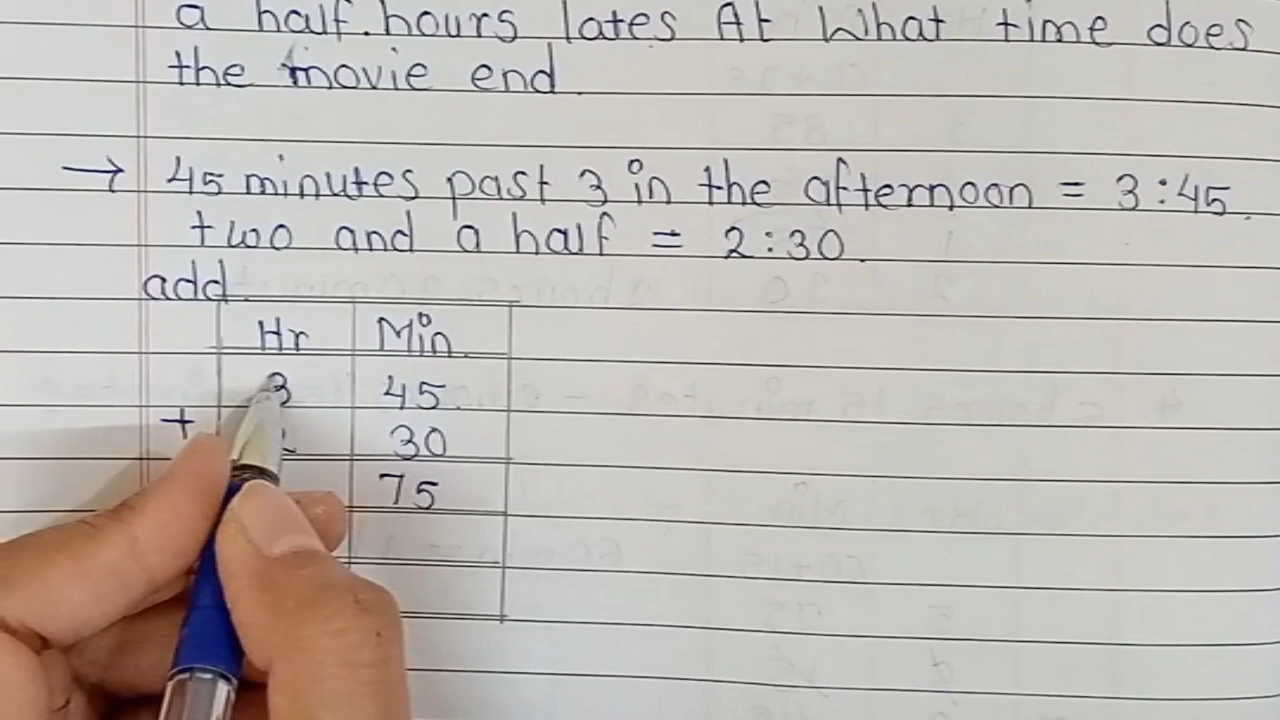 a half.hours lates At What time does
the movie end.
→ 45 minutes past 3 in the afternoon = 3:45.
two and a half = 2:30.
add
Hr Min
3 45
+ 30
75